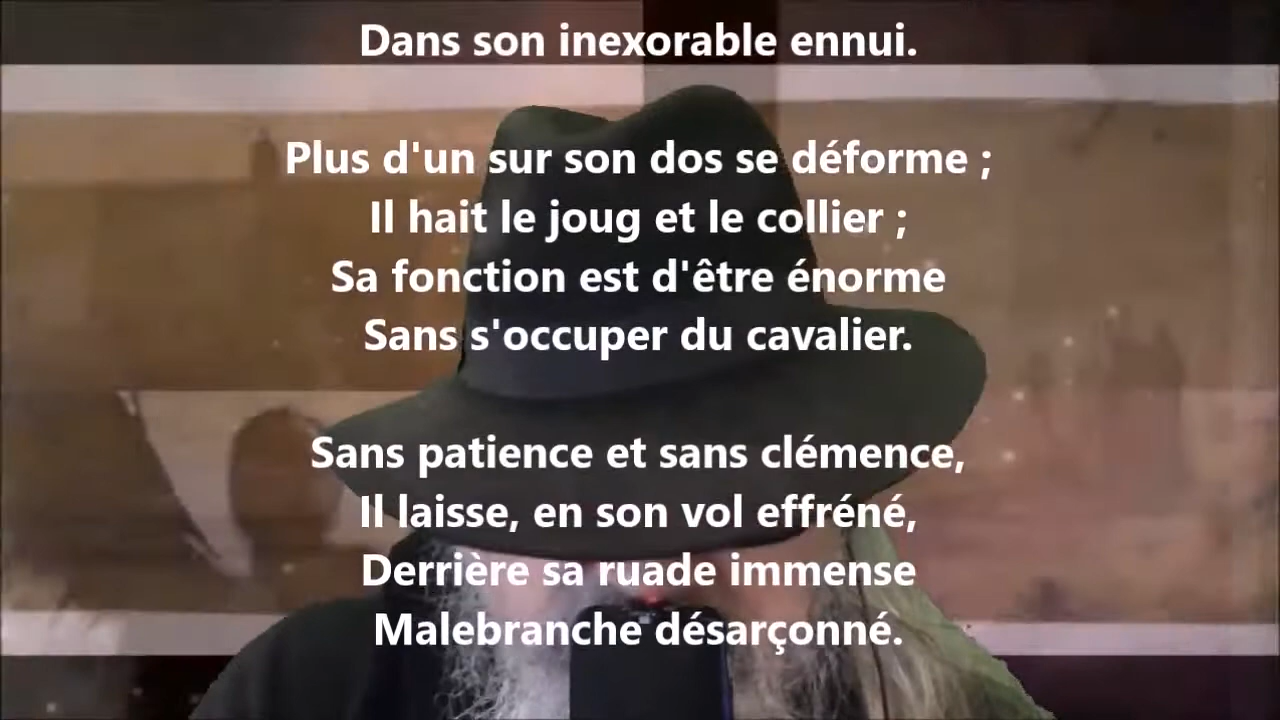 Dans son inexorable ennui.
Plus d'un sur son dos se déforme ;
Il hait le joug et le collier ;
Sa fonction est d'être énorme
Sans s'occuper du cavalier.
Sans patience et sans clémence,
Il laisse, en son vol effréné,
Derrière sa ruade immense
Malebranche désarçonné.